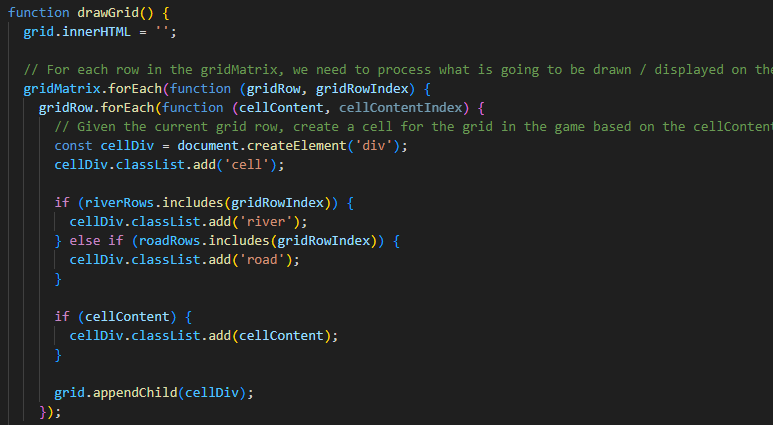 function drawGrid() {
grid.innerHTML = '';
// For each row in the gridMatrix, we need to process what is going to be drawn / displayed on the
gridMatrix.forEach(function (gridRow, gridRowIndex) {
gridRow.forEach(function (cellContent, cellContentIndex) {
// Given the current grid row, create a cell for the grid in the game based on the cellContent
const cellDiv = document.createElement('div');
cellDiv.classList.add('cell');
if (riverRows.includes(gridRowIndex)) {
cellDiv.classList.add('river');
} else if (roadRows.includes(gridRowIndex)) {
cellDiv.classList.add('road');
}
if (cellContent) {
cellDiv.classList.add(cellContent);
}
grid.appendChild(cellDiv);
});